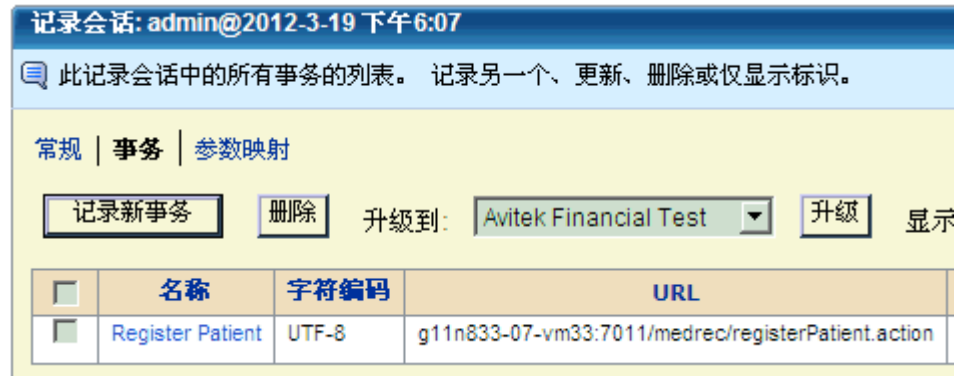 记录会话: admin@2012-3-19 下午6:07
此记录会话中的所有事务的列表。 记录另一个、更新、删除或仅显示标识。
常规 | 事务 | 参数映射
记录新事务 删除 升级到: Avitek Financial Test 升级 显示
名称 字符编码 URL
Register Patient UTF-8 g11n833-07-vm33:7011/medrec/registerPatient.action